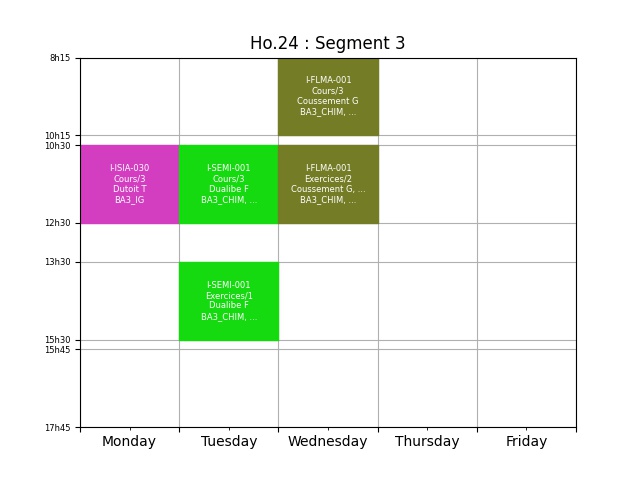 Ho.24 : Segment 3
8h15
I-FLMA-001
Cours/3
Coussement G
BA3_CHIM, ...
10h15
10h30
I-ISIA-030
Cours/3
Dutoit T
BA3_IG
I-SEMI-001
Cours/3
Dualibe F
BA3_CHIM, ...
I-FLMA-001
Exercices/2
Coussement G, ...
BA3_CHIM, ...
12h30
13h30
I-SEMI-001
Exercices/1
Dualibe F
BA3_CHIM, ...
15h30
15h45
17h45
Monday
Tuesday
Wednesday
Thursday
Friday